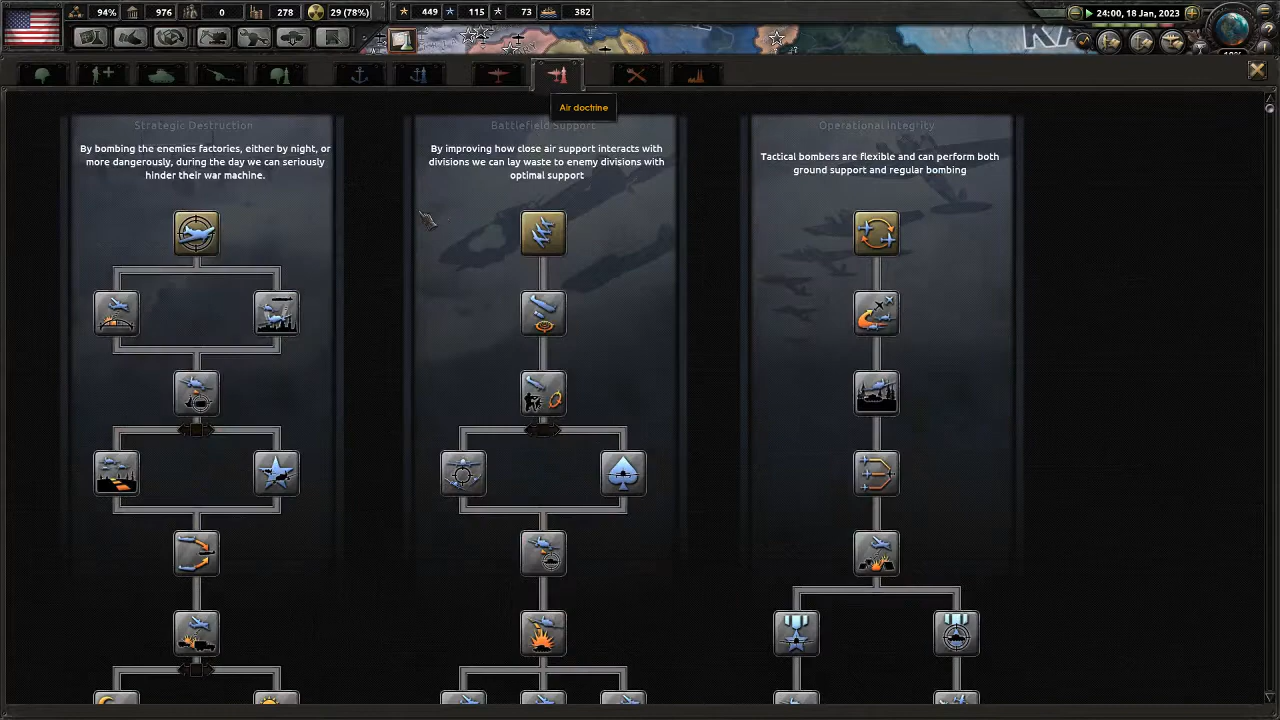 94% 976 0 278 29 (78%) 449 115 73 382 24:00, 18 Jan, 2023
Air doctrine
Strategic Destruction
By bombing the enemies factories, either by night, or
more dangerously, during the day we can seriously
hinder their war machine.
Battlefield Support
By improving how close air support interacts with
divisions we can lay waste to enemy divisions with
optimal support
Operational Integrity
Tactical bombers are flexible and can perform both
ground support and regular bombing